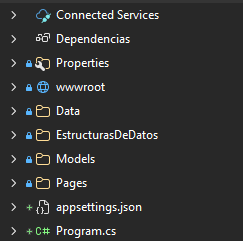 Connected Services
Dependencias
Properties
wwwroot
Data
EstructurasDeDatos
Models
Pages
appsettings.json
C# Program.cs